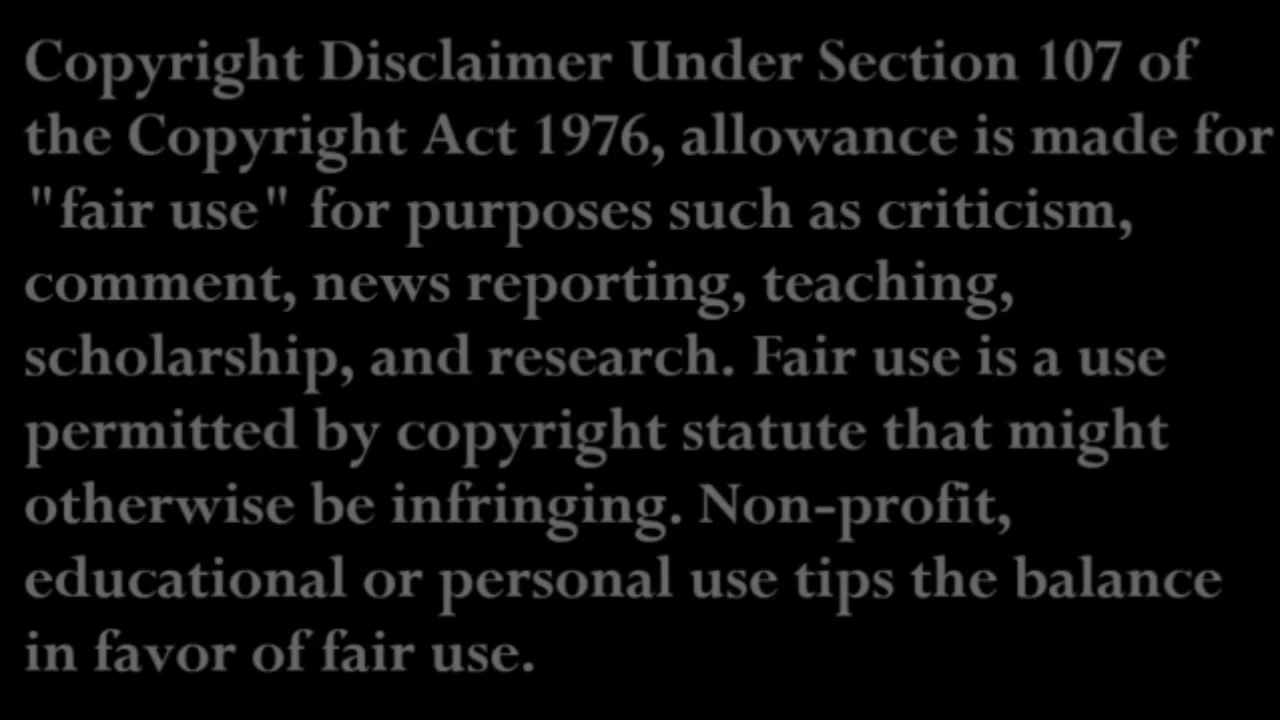 Copyright Disclaimer Under Section 107 of
the Copyright Act 1976, allowance is made for
"fair use" for purposes such as criticism,
comment, news reporting, teaching,
scholarship, and research. Fair use is a use
permitted by copyright statute that might
otherwise be infringing. Non-profit,
educational or personal use tips the balance
in favor of fair use.